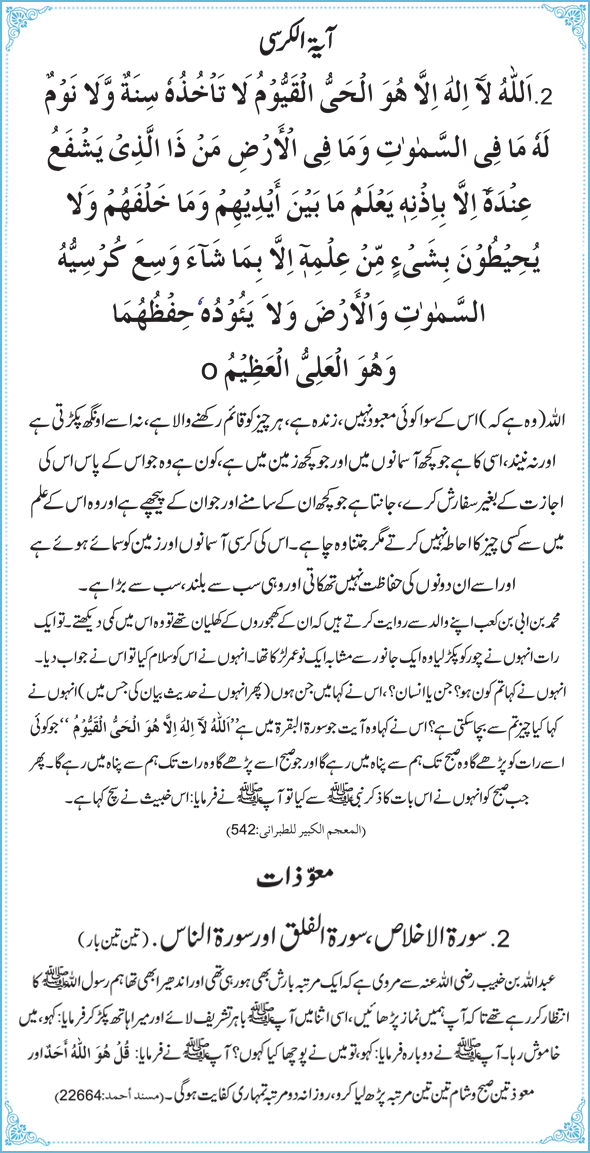 آیۃ الکرسی
2. اَللّٰهُ لَآ اِلٰهَ اِلَّا هُوَ الْحَيُّ الْقَيُّوْمُ لَا تَاْخُذُهٗ سِنَةٌ وَّلَا نَوْمٌ
لَهٗ مَا فِى السَّمٰوٰتِ وَمَا فِى الْاَرْضِ مَنْ ذَا الَّذِىْ يَشْفَعُ
عِنْدَهٗٓ اِلَّا بِاِذْنِهٖ يَعْلَمُ مَا بَيْنَ أَيْدِيْهِمْ وَمَا خَلْفَهُمْ وَلَا
يُحِيْطُوْنَ بِشَىْءٍ مِّنْ عِلْمِهٖٓ اِلَّا بِمَا شَآءَ وَسِعَ كُرْسِيُّهُ
السَّمٰوٰتِ وَالْاَرْضَ وَلَا يَئُوْدُهٗ حِفْظُهُمَا
وَهُوَ الْعَلِىُّ الْعَظِيْمُ o
اللہ (وہ ہے کہ) اس کے سوا کوئی معبود نہیں، زندہ ہے، ہر چیز کو قائم رکھنے والا ہے، نہ اسے اونگھ پکڑتی ہے
اور نہ نیند، اسی کا ہے جو کچھ آسمانوں میں اور جو کچھ زمین میں ہے، کون ہے وہ جو اس کے پاس اس کی
اجازت کے بغیر سفارش کرے، جانتا ہے جو کچھ ان کے سامنے اور جو ان کے پیچھے ہے اور وہ اس کے علم
میں سے کسی چیز کا احاطہ نہیں کرتے مگر جتنا وہ چاہے۔ اس کی کرسی آسمانوں اور زمین کو سمائے ہوئے ہے
اور اسے ان دونوں کی حفاظت نہیں تھکاتی اور وہی سب سے بلند، سب سے بڑا ہے۔
محمد بن ابی بن کعب اپنے والد سے روایت کرتے ہیں کہ ان کے کھجوروں کے کھلیان تھے تو وہ اس میں کمی دیکھتے۔ تو ایک
رات انہوں نے چور کو پکڑ لیا وہ ایک جانور سے مشابہ ایک نو عمر لڑکا تھا۔ انہوں نے اس کو سلام کیا تو اس نے جواب دیا۔
انہوں نے کہا تم کون ہو؟ جن یا انسان؟، اس نے کہا میں جن ہوں (پھر انہوں نے حدیث بیان کی جس میں) انہوں نے
کہا کیا چیز تم سے بچا سکتی ہے؟ اس نے کہا وہ آیت جو سورۃ البقرۃ میں ہے ’’اَللّٰهُ لَآ اِلٰهَ اِلَّا هُوَ الْحَيُّ الْقَيُّوْمُ‘‘ جو کوئی
اسے رات کو پڑھے گا وہ صبح تک ہم سے پناہ میں رہے گا اور جو صبح اسے پڑھے گا وہ رات تک ہم سے پناہ میں رہے گا۔ پھر
جب صبح کو انہوں نے اس بات کا ذکر نبی ﷺ سے کیا تو آپ ﷺ نے فرمایا: اس خبیث نے سچ کہا ہے۔
(المعجم الکبیر للطبرانی:542)
معوّذات
2. سورۃ الاخلاص، سورۃ الفلق اور سورۃ الناس. (تین تین بار)
عبداللہ بن خبیب رضی اللہ عنہ سے مروی ہے کہ ایک مرتبہ بارش بھی ہو رہی تھی اور اندھیرا بھی تھا ہم رسول اللہ ﷺ کا
انتظار کر رہے تھے تا کہ آپ ہمیں نماز پڑھائیں، اسی اثنا میں آپ ﷺ باہر تشریف لائے اور میرا ہاتھ پکڑ کر فرمایا: کہو، میں
خاموش رہا۔ آپ ﷺ نے دوبارہ فرمایا: کہو، تو میں نے پوچھا کیا کہوں؟ آپ ﷺ نے فرمایا: قُلْ هُوَ اللّٰهُ أَحَدٌ اور
معوذتین صبح و شام تین تین مرتبہ پڑھ لیا کرو، روزانہ دو مرتبہ تمہاری کفایت ہوگی۔ (مسند أحمد:22664)